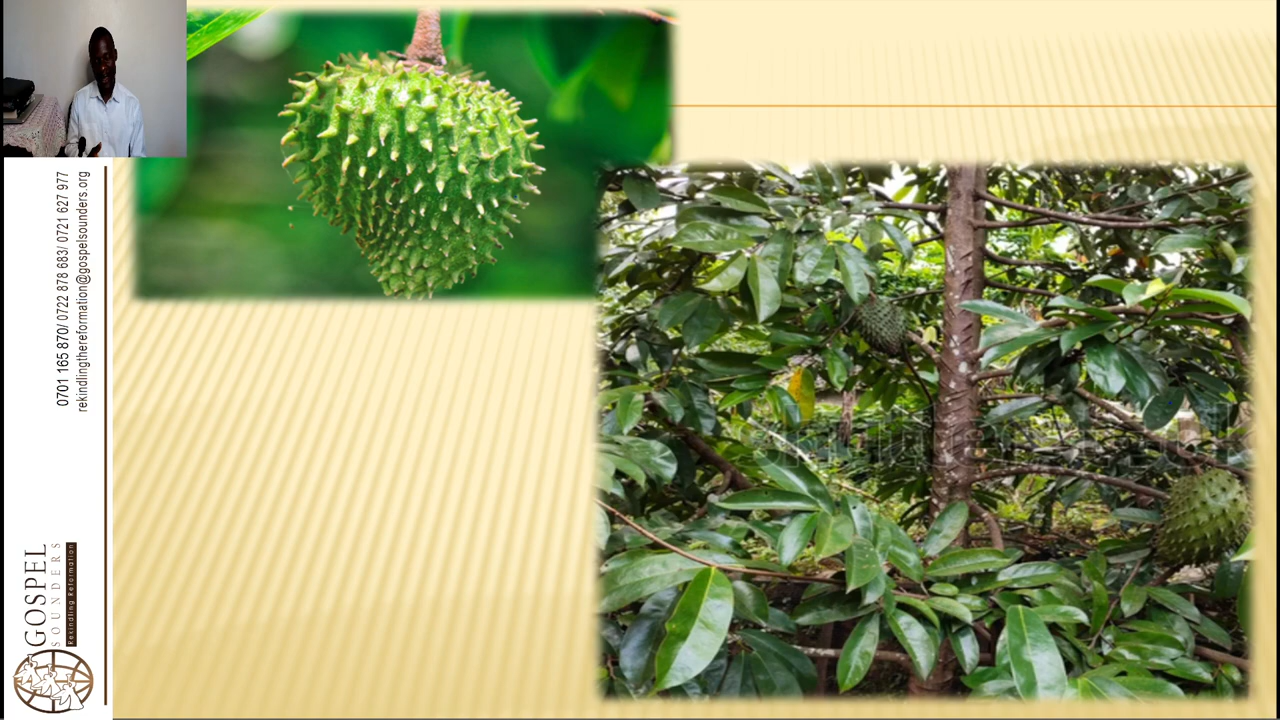 0701 165 870/ 0722 878 683/ 0721 627 977
rekindlingthereformation@gospelsounders.org
GOSPEL
SOUNDERS
Rekindling Reformation